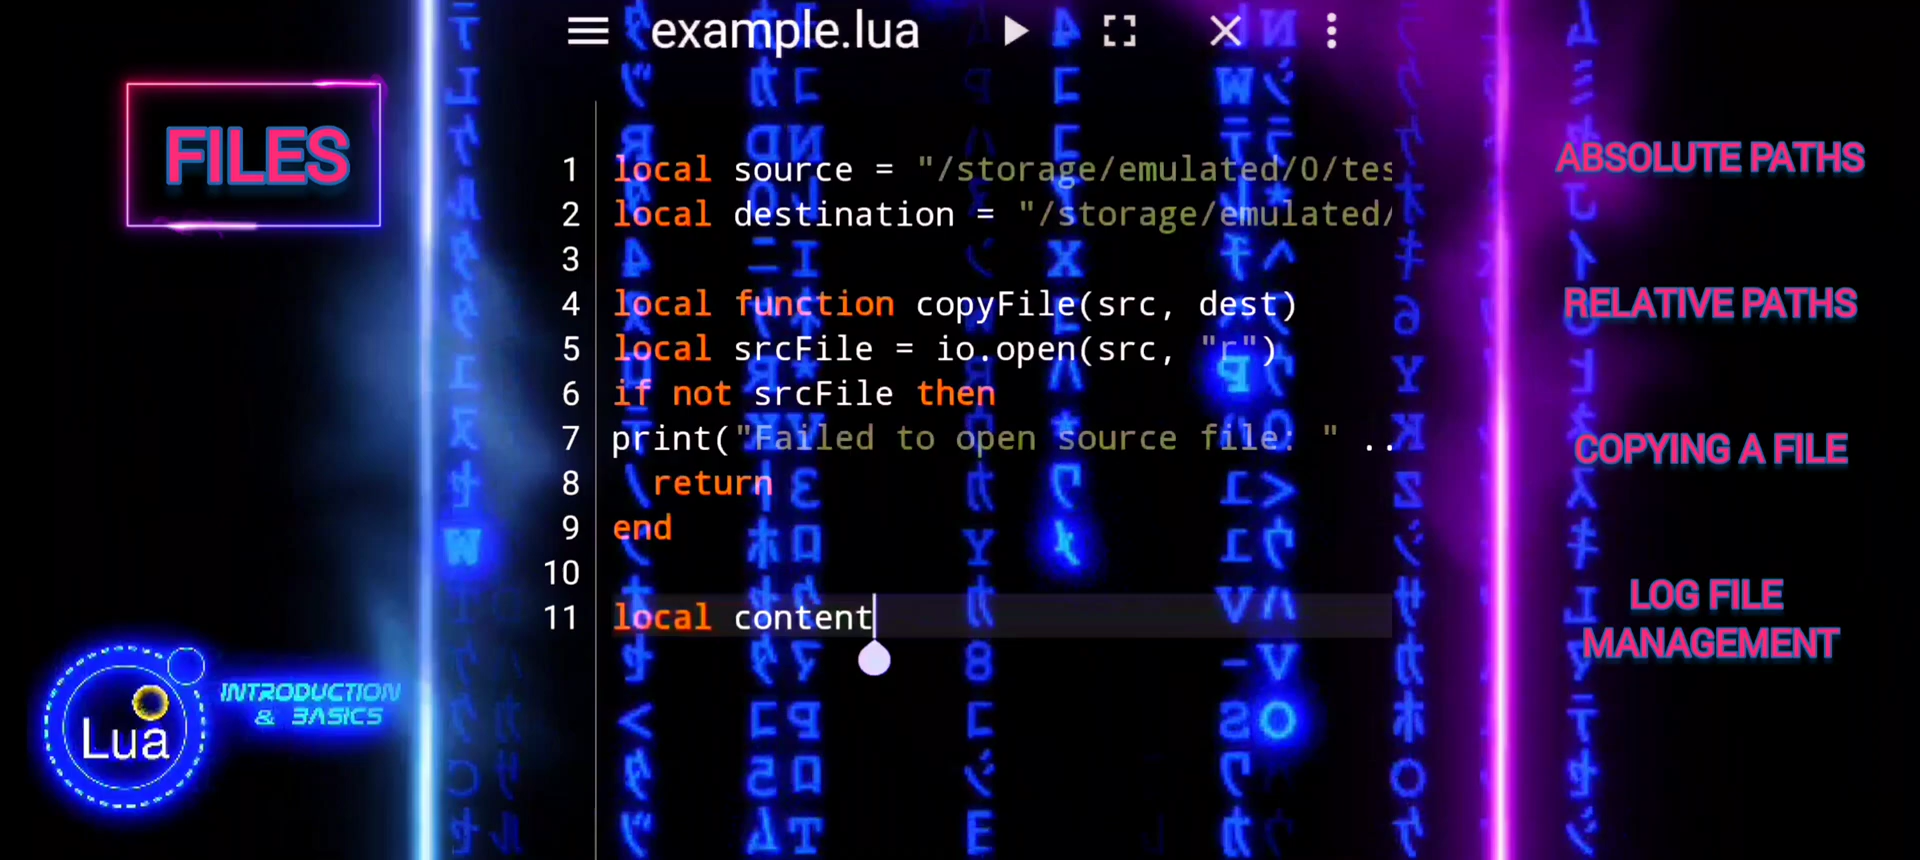 example.lua
FILES
1 local source = "/storage/emulated/0/tes
2 local destination = "/storage/emulated/
3
4 local function copyFile(src, dest)
5 local srcFile = io.open(src, "r")
6 if not srcFile then
7 print("Failed to open source file: " ..
8 return
9 end
10
11 local content
ABSOLUTE PATHS
RELATIVE PATHS
COPYING A FILE
LOG FILE
MANAGEMENT
Lua
INTRODUCTION
& BASICS